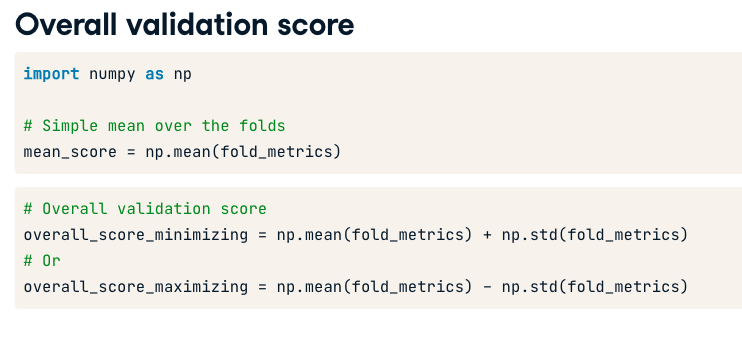 Overall validation score
import numpy as np
# Simple mean over the folds
mean_score = np.mean(fold_metrics)
# Overall validation score
overall_score_minimizing = np.mean(fold_metrics) + np.std(fold_metrics)
# Or
overall_score_maximizing = np.mean(fold_metrics) − np.std(fold_metrics)